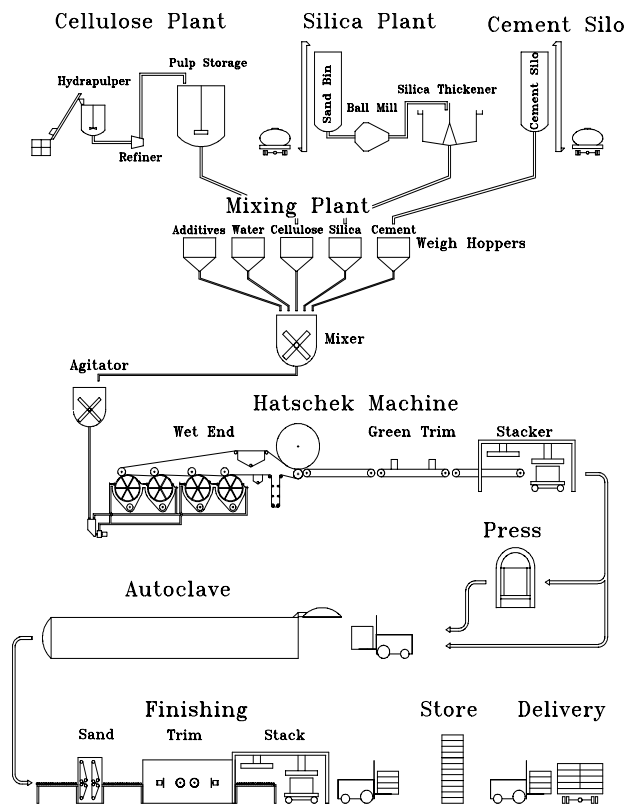 Cellulose Plant
Silica Plant
Cement Silo
Hydrapulper
Pulp Storage
Refiner
Sand Bin
Ball Mill
Silica Thickener
Cement Silo
Mixing Plant
Additives Water Cellulose Silica Cement
Weigh Hoppers
Mixer
Agitator
Hatschek Machine
Wet End
Green Trim
Stacker
Press
Autoclave
Finishing
Store
Delivery
Sand
Trim
Stack